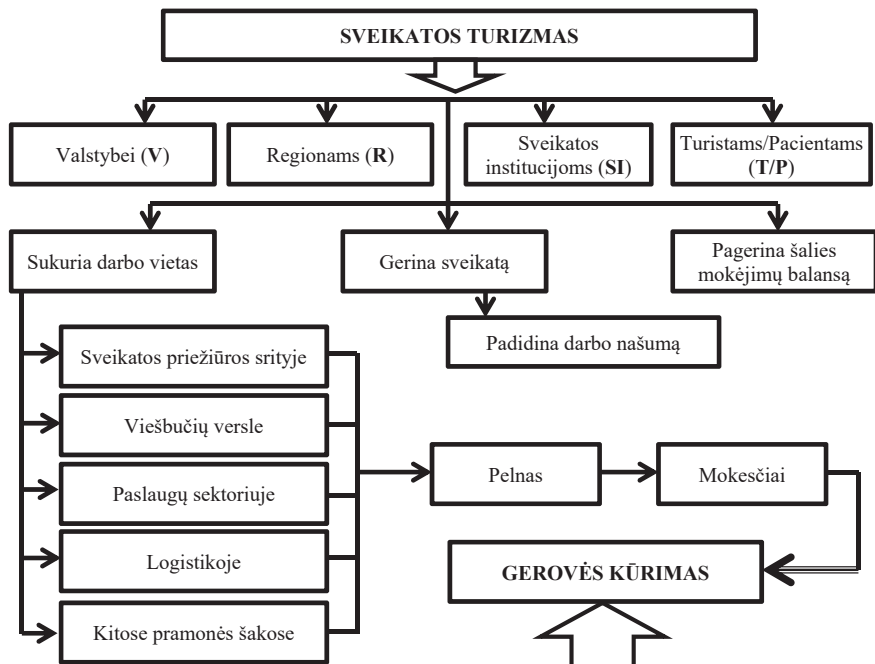 SVEIKATOS TURIZMAS
Valstybei (V)
Regionams (R)
Sveikatos
institucijoms (SI)
Turistams/Pacientams
(T/P)
Sukuria darbo vietas
Gerina sveikatą
Pagerina šalies
mokėjimų balansą
Padidina darbo našumą
Sveikatos priežiūros srityje
Viešbučių versle
Paslaugų sektoriuje
Logistikoje
Kitose pramonės šakose
Pelnas
Mokesčiai
GEROVĖS KŪRIMAS